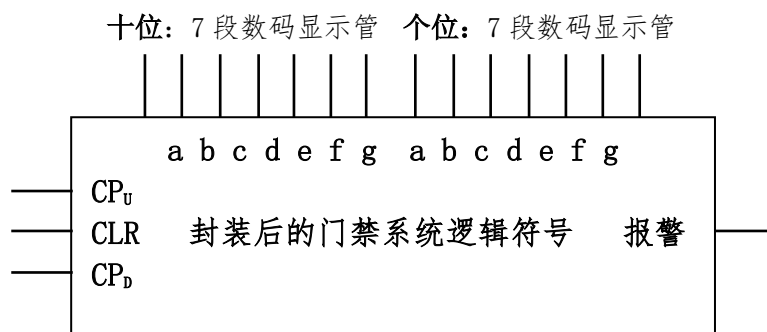 十位：7 段数码显示管 个位：7 段数码显示管
a b c d e f g a b c d e f g
CPU
CLR 封装后的门禁系统逻辑符号 报警
CPD